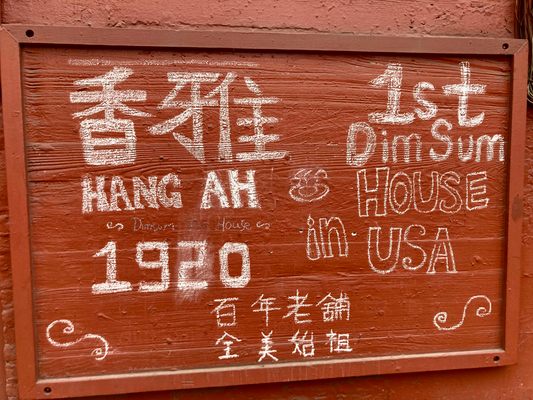 香雅
HANG AH
Dimsum House
1920
1st
Dim Sum
HOUSE
in USA
百年老舖
全美始祖